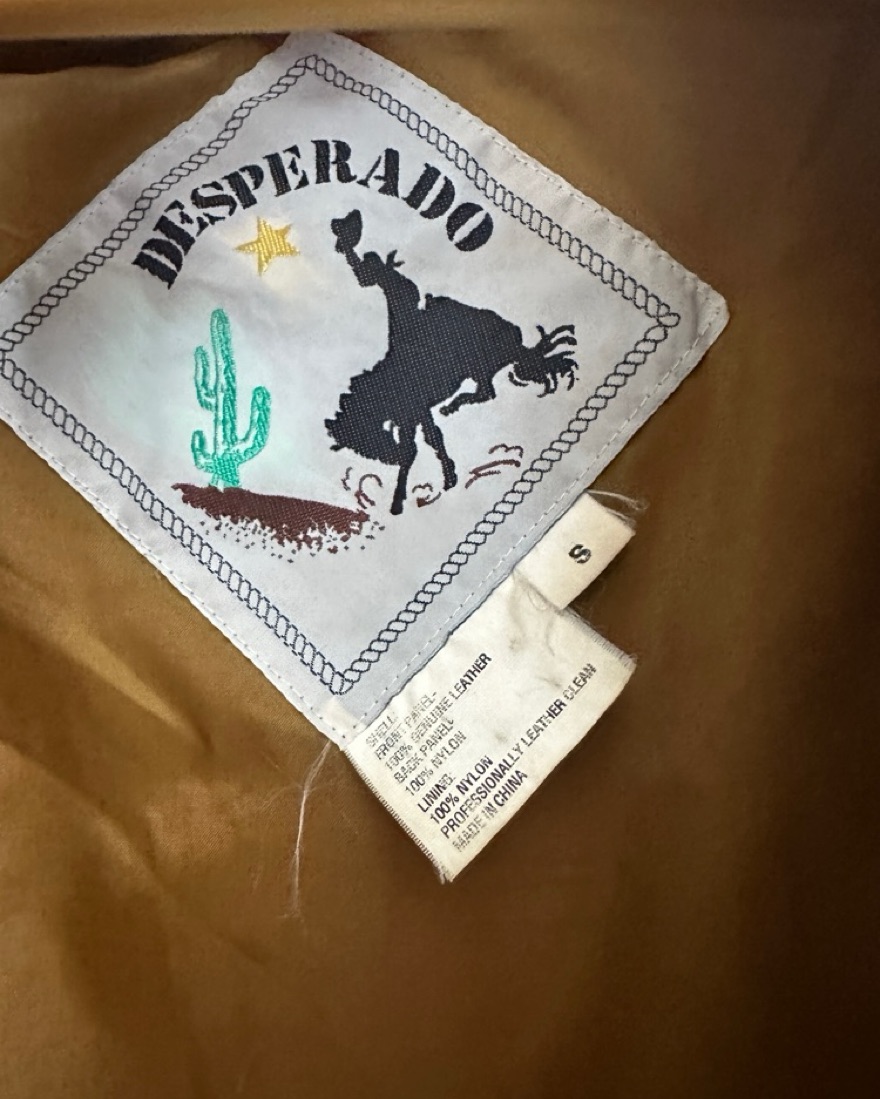 DESPERADO
S
SHELL:
FRONT PANEL-
100% GENUINE LEATHER
BACK PANEL-
100% NYLON
LINING:
100% NYLON
PROFESSIONALLY LEATHER CLEAN
MADE IN CHINA